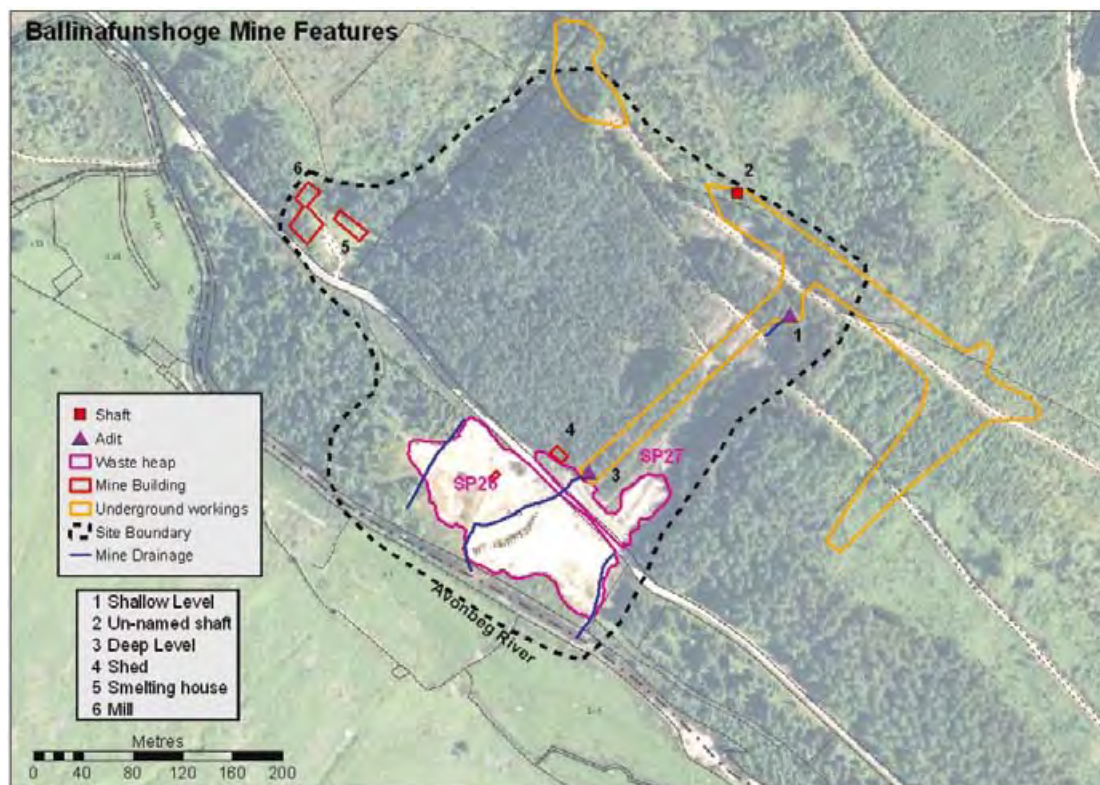 Ballinafunshoge Mine Features
6
5
2
1
4
3
SP26
SP27
Avonbeg River
Shaft
Adit
Waste heap
Mine Building
Underground workings
Site Boundary
Mine Drainage
1 Shallow Level
2 Un-named shaft
3 Deep Level
4 Shed
5 Smelting house
6 Mill
Metres
0 40 80 120 160 200